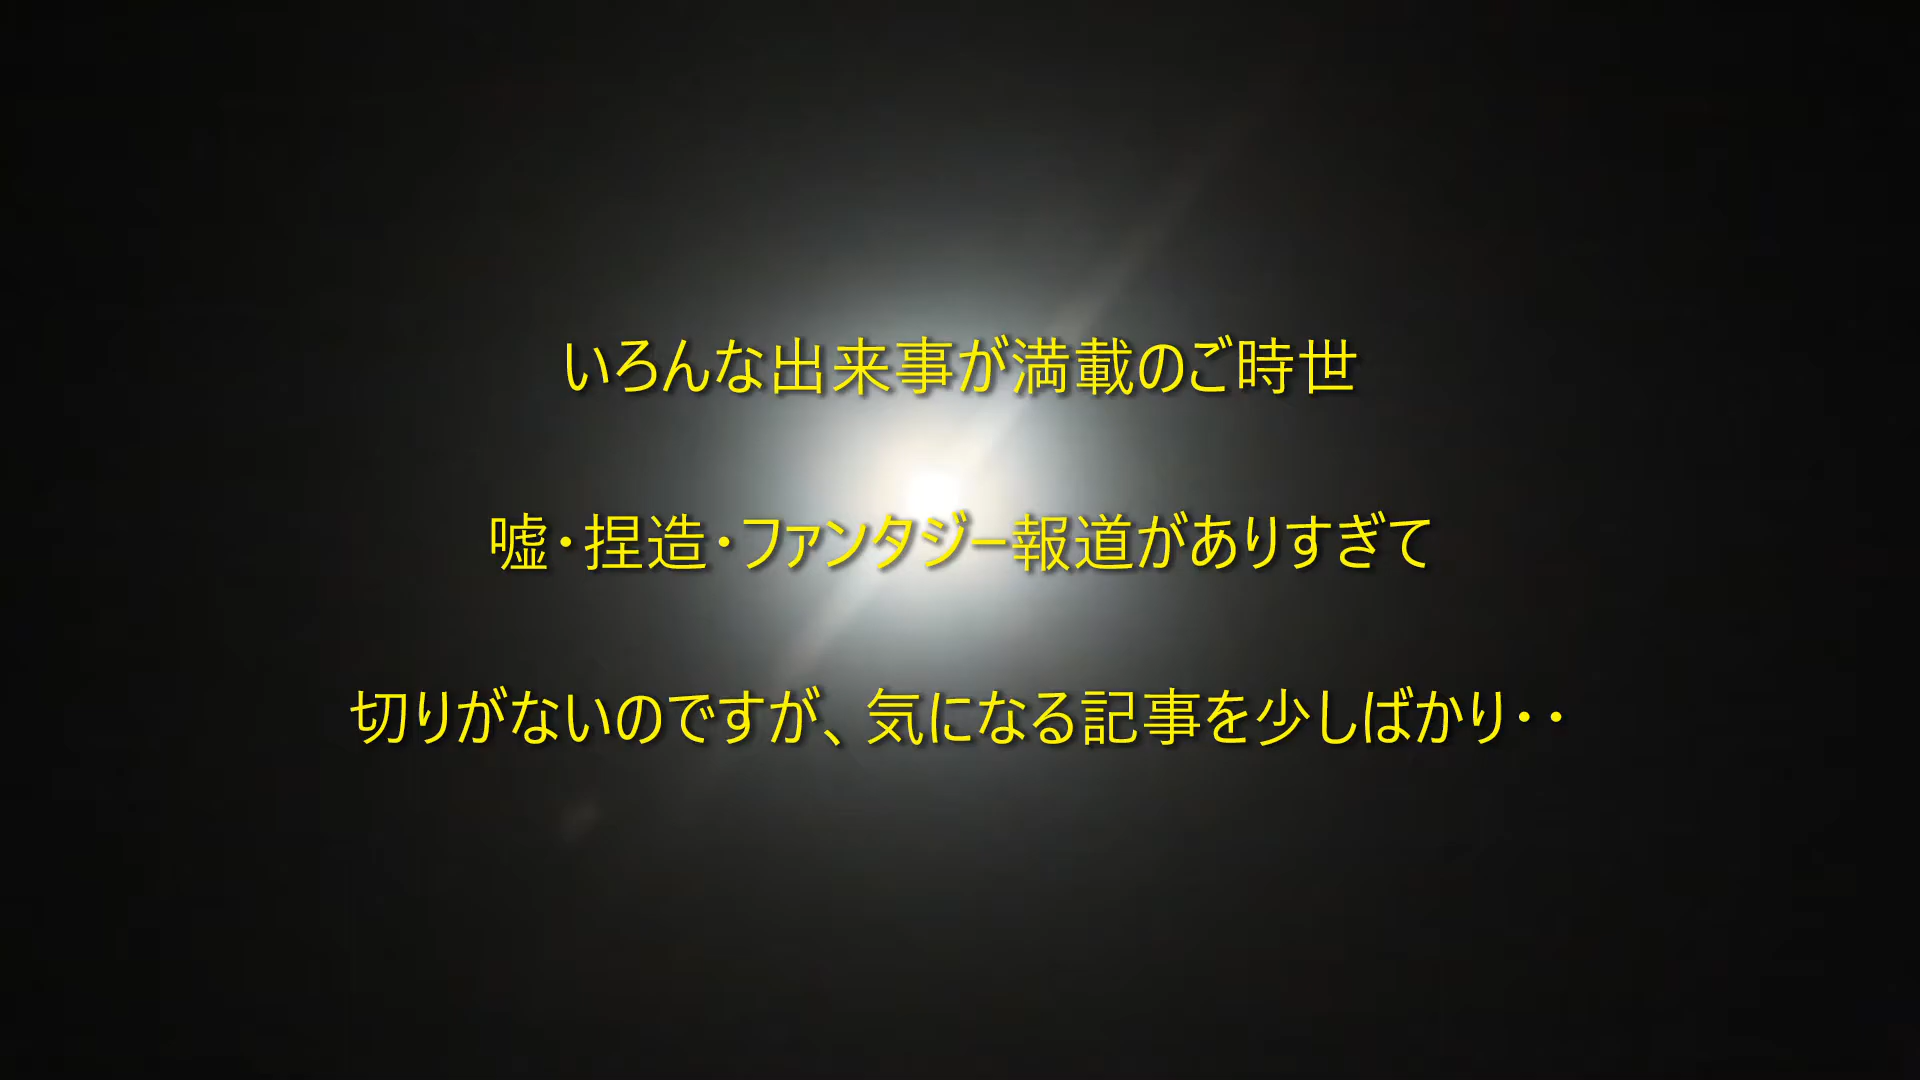 いろんな出来事が満載のご時世
嘘・捏造・ファンタジー報道がありすぎて
切りがないのですが、気になる記事を少しばかり・・